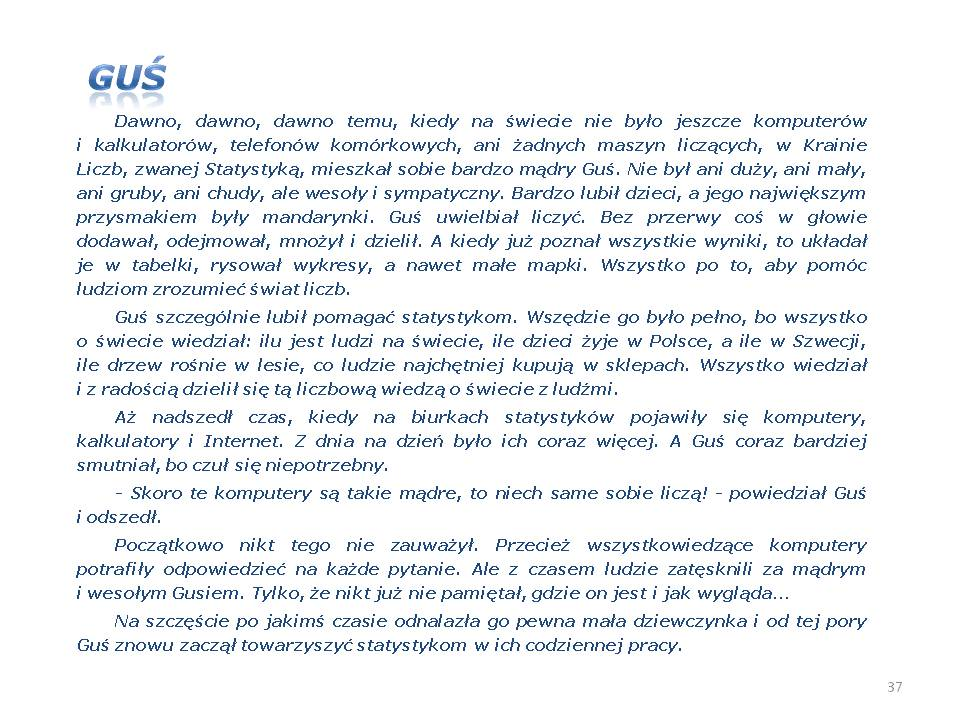 GUŚ
Dawno, dawno, dawno temu, kiedy na świecie nie było jeszcze komputerów
i kalkulatorów, telefonów komórkowych, ani żadnych maszyn liczących, w Krainie
Liczb, zwanej Statystyką, mieszkał sobie bardzo mądry Guś. Nie był ani duży, ani mały,
ani gruby, ani chudy, ale wesoły i sympatyczny. Bardzo lubił dzieci, a jego największym
przysmakiem były mandarynki. Guś uwielbiał liczyć. Bez przerwy coś w głowie
dodawał, odejmował, mnożył i dzielił. A kiedy już poznał wszystkie wyniki, to układał
je w tabelki, rysował wykresy, a nawet małe mapki. Wszystko po to, aby pomóc
ludziom zrozumieć świat liczb.
Guś szczególnie lubił pomagać statystykom. Wszędzie go było pełno, bo wszystko
o świecie wiedział: ilu jest ludzi na świecie, ile dzieci żyje w Polsce, a ile w Szwecji,
ile drzew rośnie w lesie, co ludzie najchętniej kupują w sklepach. Wszystko wiedział
i z radością dzielił się tą liczbową wiedzą o świecie z ludźmi.
Aż nadszedł czas, kiedy na biurkach statystyków pojawiły się komputery,
kalkulatory i Internet. Z dnia na dzień było ich coraz więcej. A Guś coraz bardziej
smutniał, bo czuł się niepotrzebny.
- Skoro te komputery są takie mądre, to niech same sobie liczą! - powiedział Guś
i odszedł.
Początkowo nikt tego nie zauważył. Przecież wszystkowiedzące komputery
potrafiły odpowiedzieć na każde pytanie. Ale z czasem ludzie zatęsknili za mądrym
i wesołym Gusiem. Tylko, że nikt już nie pamiętał, gdzie on jest i jak wygląda...
Na szczęście po jakimś czasie odnalazła go pewna mała dziewczynka i od tej pory
Guś znowu zaczął towarzyszyć statystykom w ich codziennej pracy.
37